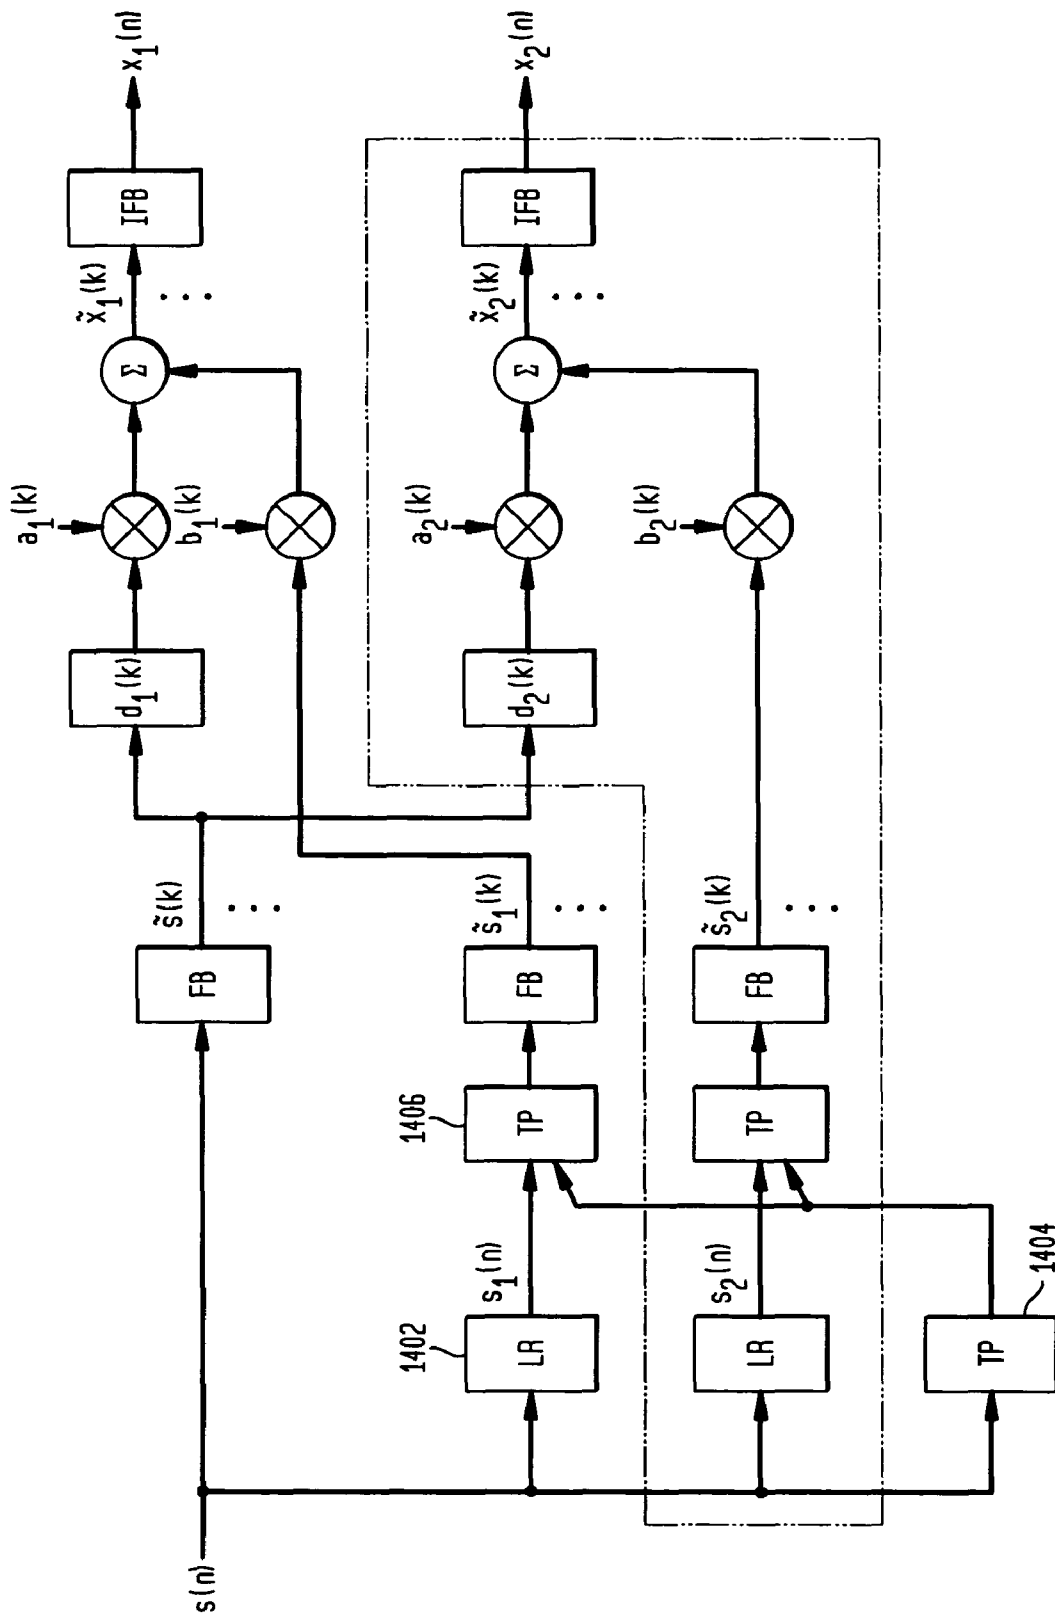 s(n)
1402
LR
s₁(n)
LR
s₂(n)
TP
1404
1406
TP
TP
FB
s̃(k)
...
FB
s̃₁(k)
...
FB
s̃₂(k)
...
d₁(k)
d₂(k)
a₁(k)
b₁(k)
a₂(k)
b₂(k)
Σ
x̃₁(k)
...
Σ
x̃₂(k)
...
IFB
x₁(n)
IFB
x₂(n)